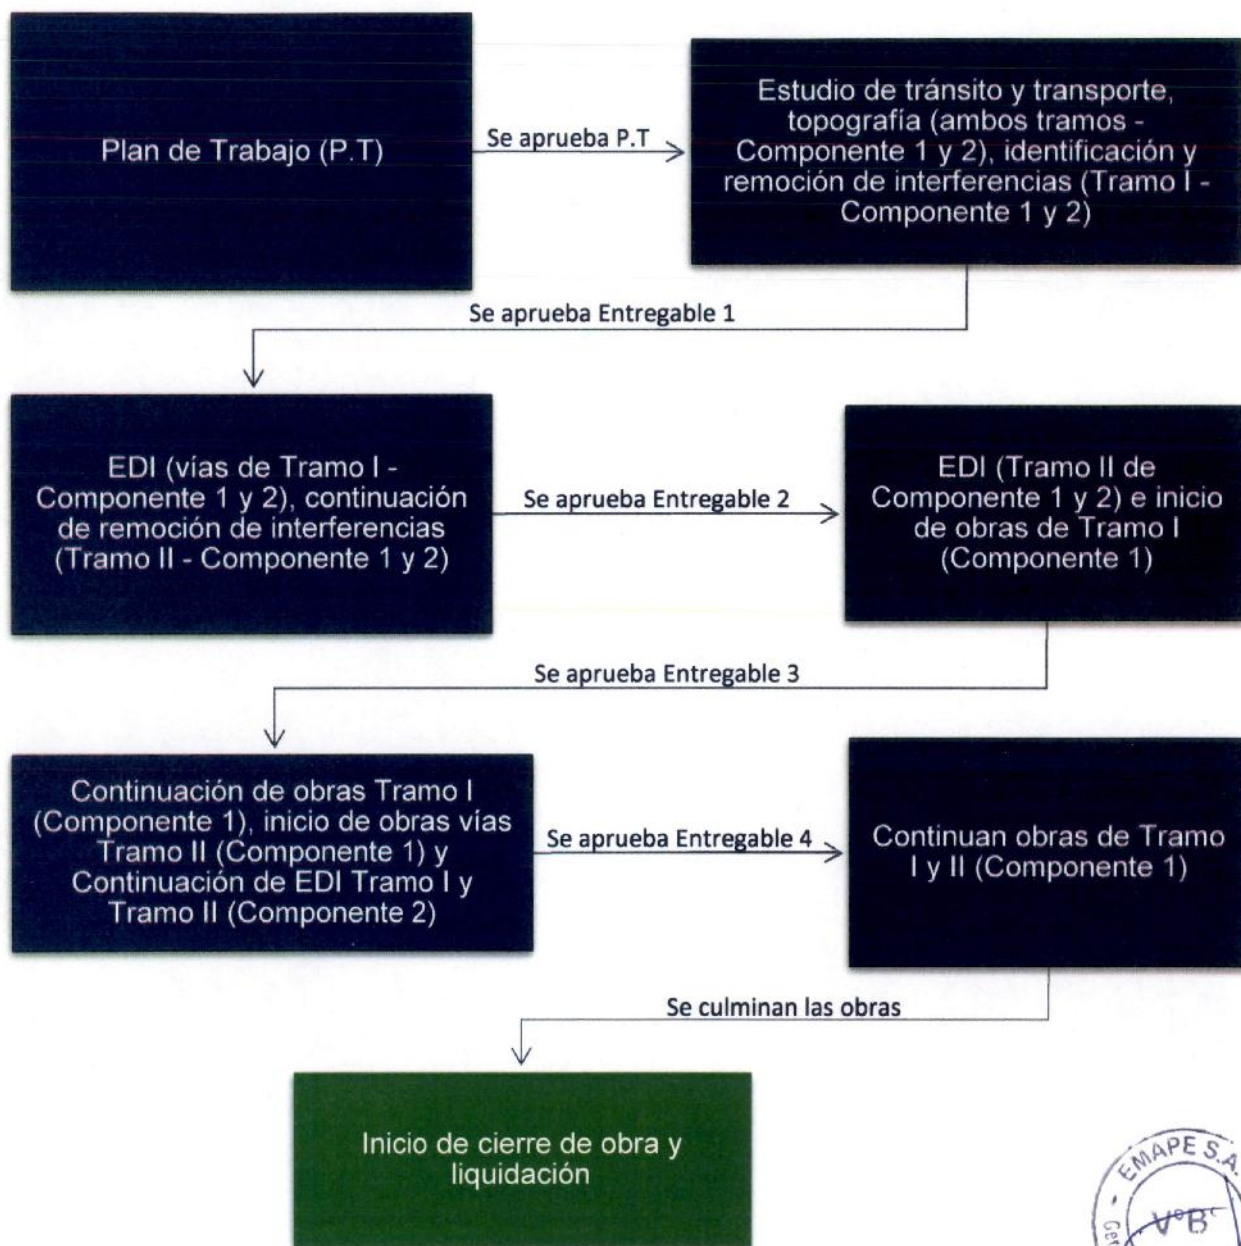 Plan de Trabajo (P.T)
Se aprueba P.T
Estudio de tránsito y transporte,
topografía (ambos tramos -
Componente 1 y 2), identificación y
remoción de interferencias (Tramo I -
Componente 1 y 2)
Se aprueba Entregable 1
EDI (vías de Tramo I -
Componente 1 y 2), continuación
de remoción de interferencias
(Tramo II - Componente 1 y 2)
Se aprueba Entregable 2
EDI (Tramo II de
Componente 1 y 2) e inicio
de obras de Tramo I
(Componente 1)
Se aprueba Entregable 3
Continuación de obras Tramo I
(Componente 1), inicio de obras vías
Tramo II (Componente 1) y
Continuación de EDI Tramo I y
Tramo II (Componente 2)
Se aprueba Entregable 4
Continuan obras de Tramo
I y II (Componente 1)
Se culminan las obras
Inicio de cierre de obra y
liquidación
EMAPE S.A.
V°B°